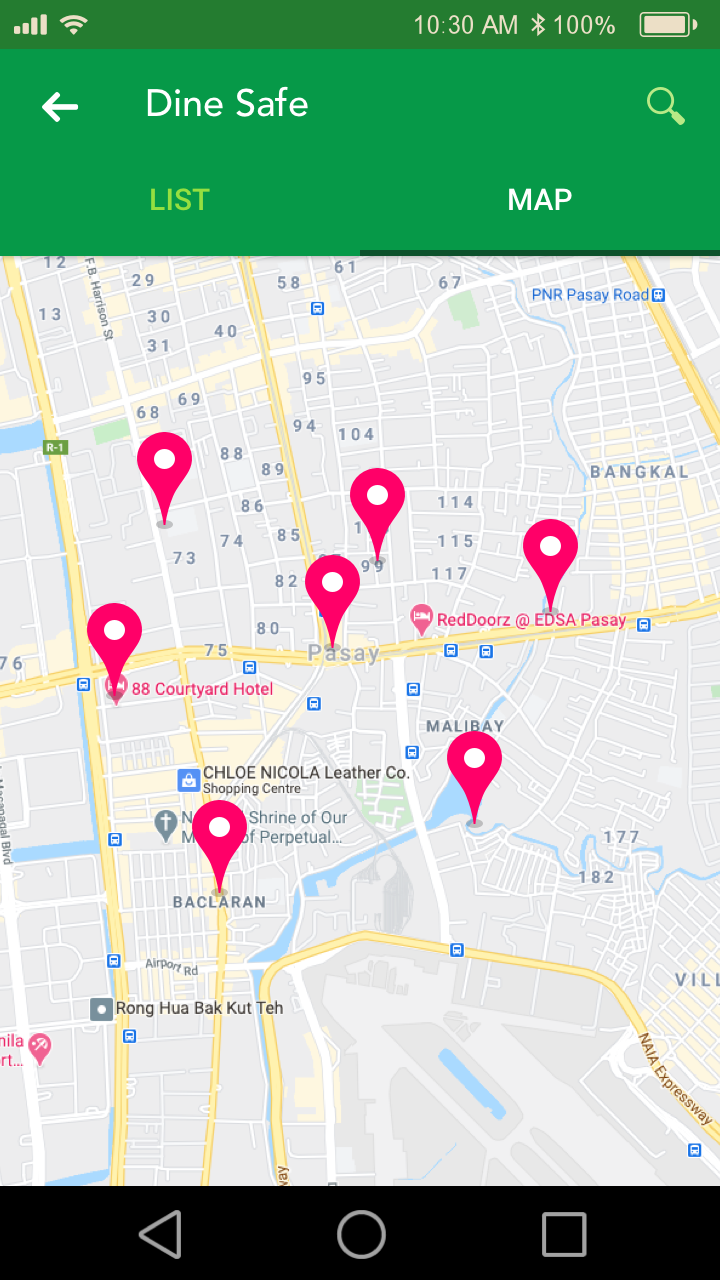 10:30 AM 100%
Dine Safe
LIST
MAP
12
F.B. Harrison St
29
58
61
67
PNR Pasay Road
13
30
31
40
95
69
68
94
104
R-1
88
89
BANGKAL
86
114
74
85
115
73
99
117
82
80
RedDoorz @ EDSA Pasay
75
Pasay
76
88 Courtyard Hotel
MALIBAY
CHLOE NICOLA Leather Co.
Shopping Centre
Macapagal Blvd
Shrine of Our
of Perpetual...
177
182
BACLARAN
Airport Rd
VILL
Rong Hua Bak Kut Teh
nila
rt...
NAIA Expressway
way